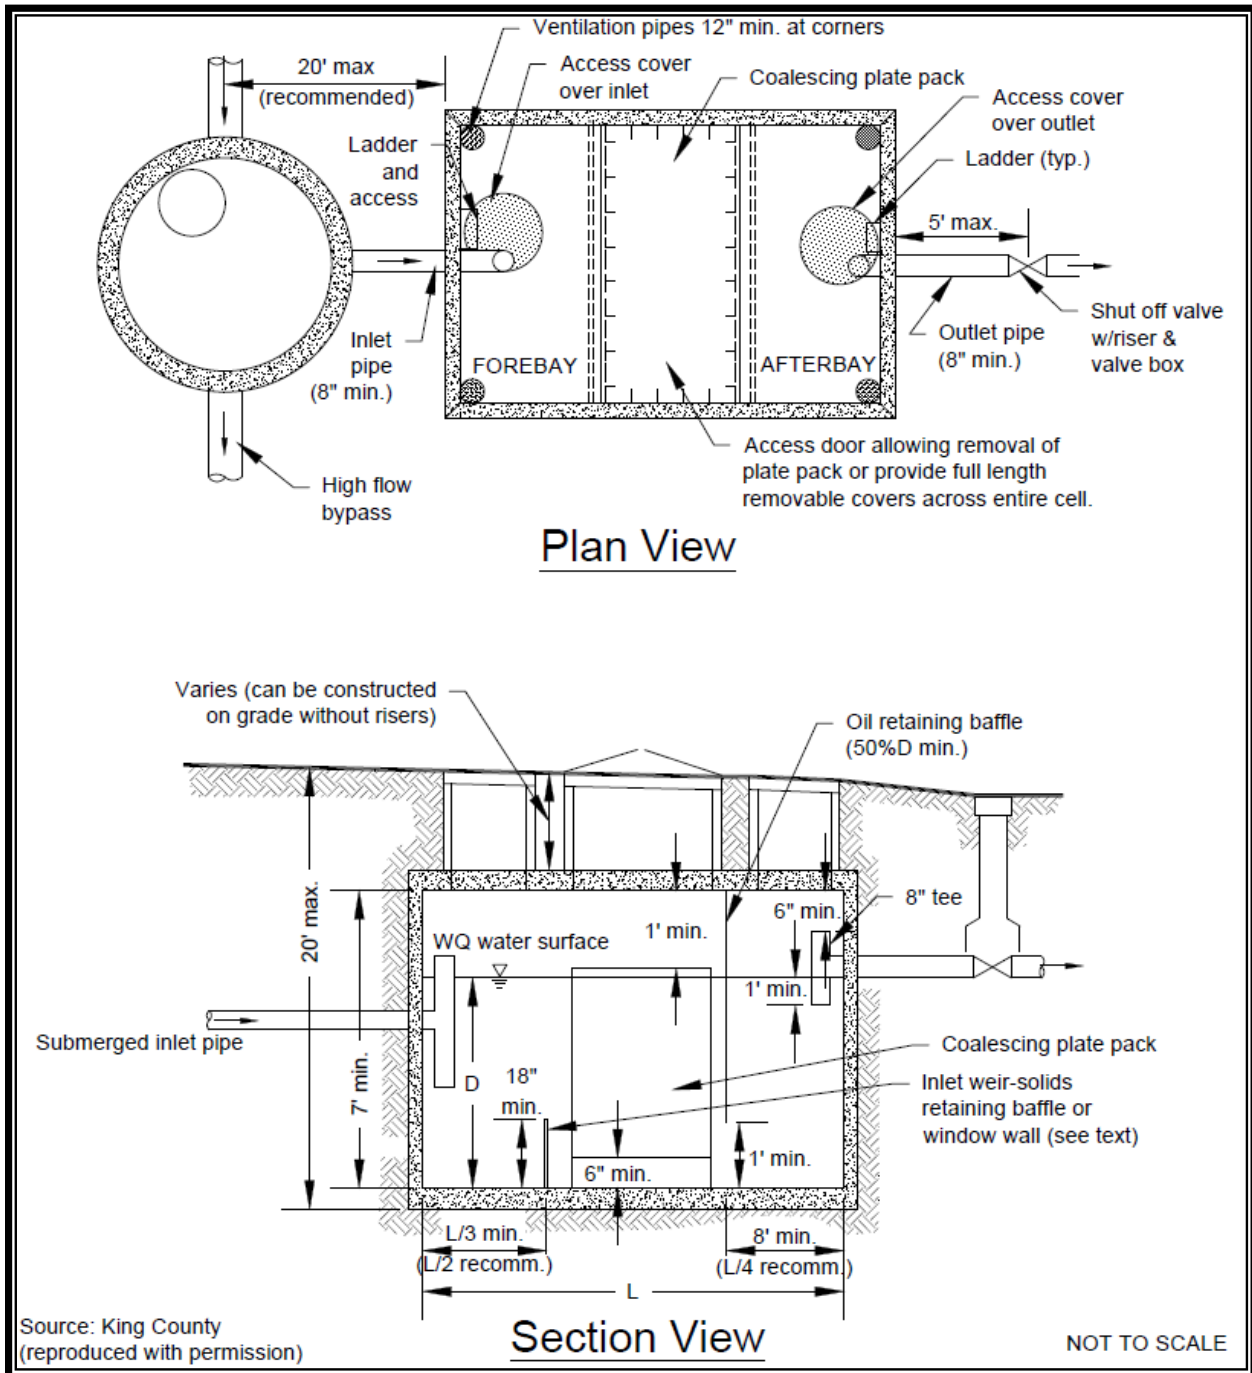 Ventilation pipes 12" min. at corners
20' max
(recommended)
Access cover
over inlet
Coalescing plate pack
Access cover
over outlet
Ladder
and
access
Ladder (typ.)
5' max.
Inlet
pipe
(8" min.)
FOREBAY
AFTERBAY
Outlet pipe
(8" min.)
Shut off valve
w/riser &
valve box
High flow
bypass
Access door allowing removal of
plate pack or provide full length
removable covers across entire cell.
Plan View
Varies (can be constructed
on grade without risers)
Oil retaining baffle
(50%D min.)
20' max.
7' min.
WQ water surface
1' min.
6" min.
8" tee
1' min.
Submerged inlet pipe
D
18"
min.
Coalescing plate pack
Inlet weir-solids
retaining baffle or
window wall (see text)
6" min.
1' min.
L/3 min.
(L/2 recomm.)
8' min.
(L/4 recomm.)
L
Source: King County
(reproduced with permission)
Section View
NOT TO SCALE